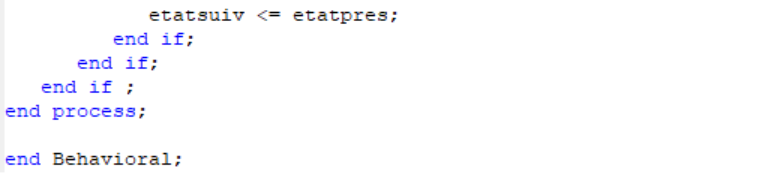 etatsuiv <= etatpres;
end if;
end if;
end if ;
end process;
end Behavioral;